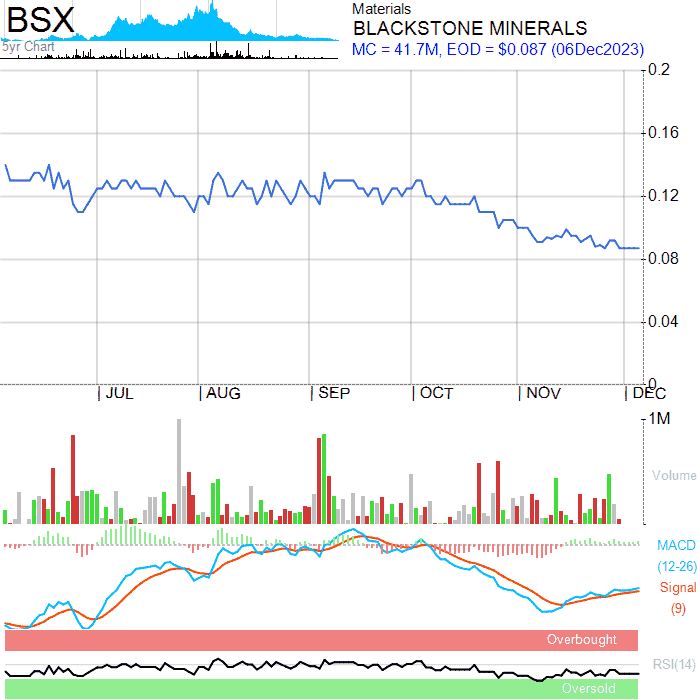 BSX
5yr Chart
Materials
BLACKSTONE MINERALS
MC = 41.7M, EOD = $0.087 (06Dec2023)
0.2
0.16
0.12
0.08
0.04
0
JUL AUG SEP OCT NOV DEC
1M
Volume
MACD
(12-26)
Signal
(9)
Overbought
RSI(14)
Oversold